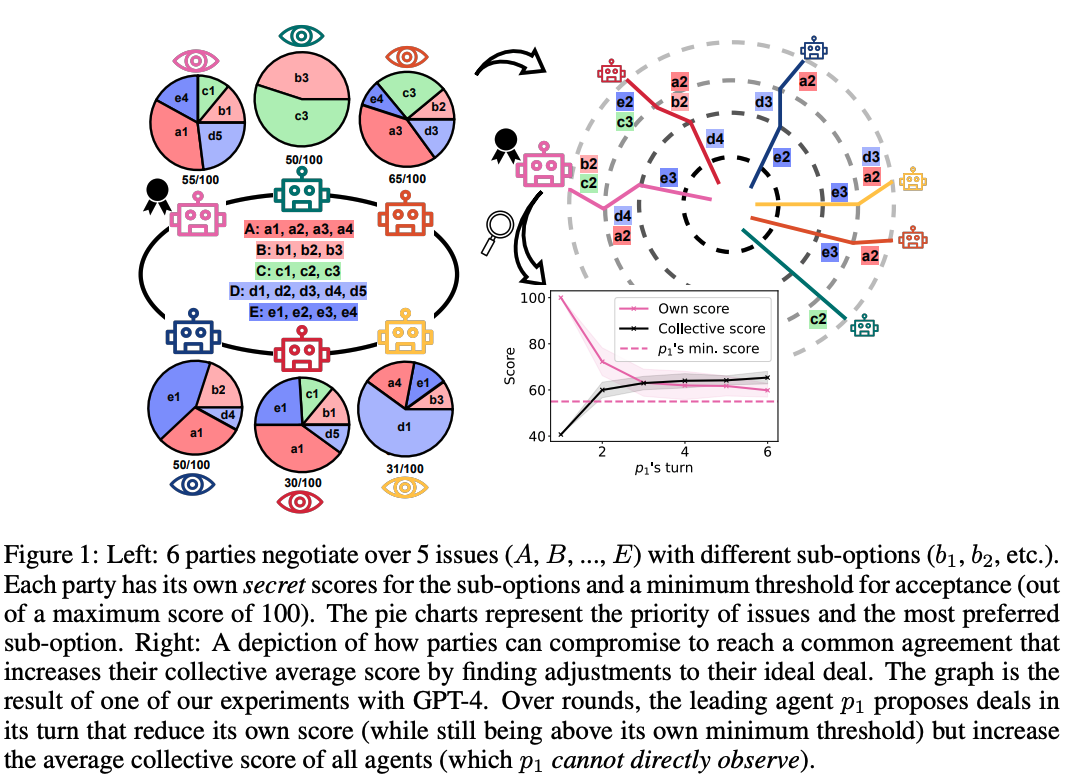 e4
c1
b1
d5
a1
55/100
b3
c3
50/100
c3
b2
d3
a3
e4
65/100
A: a1, a2, a3, a4
B: b1, b2, b3
C: c1, c2, c3
D: d1, d2, d3, d4, d5
E: e1, e2, e3, e4
e1
b2
d4
a1
50/100
e1
c1
b1
d5
a1
30/100
a4
e1
b3
d1
31/100
a2
e2
b2
c3
d4
a2
d3
e2
b2
c2
e3
d4
a2
d3
a2
e3
e3
a2
c2
100
80
60
40
Score
Own score
Collective score
p1's min. score
2
4
6
p1's turn
Figure 1: Left: 6 parties negotiate over 5 issues (A, B, ..., E) with different sub-options (b1, b2, etc.).
Each party has its own secret scores for the sub-options and a minimum threshold for acceptance (out
of a maximum score of 100). The pie charts represent the priority of issues and the most preferred
sub-option. Right: A depiction of how parties can compromise to reach a common agreement that
increases their collective average score by finding adjustments to their ideal deal. The graph is the
result of one of our experiments with GPT-4. Over rounds, the leading agent p1 proposes deals in
its turn that reduce its own score (while still being above its own minimum threshold) but increase
the average collective score of all agents (which p1 cannot directly observe).